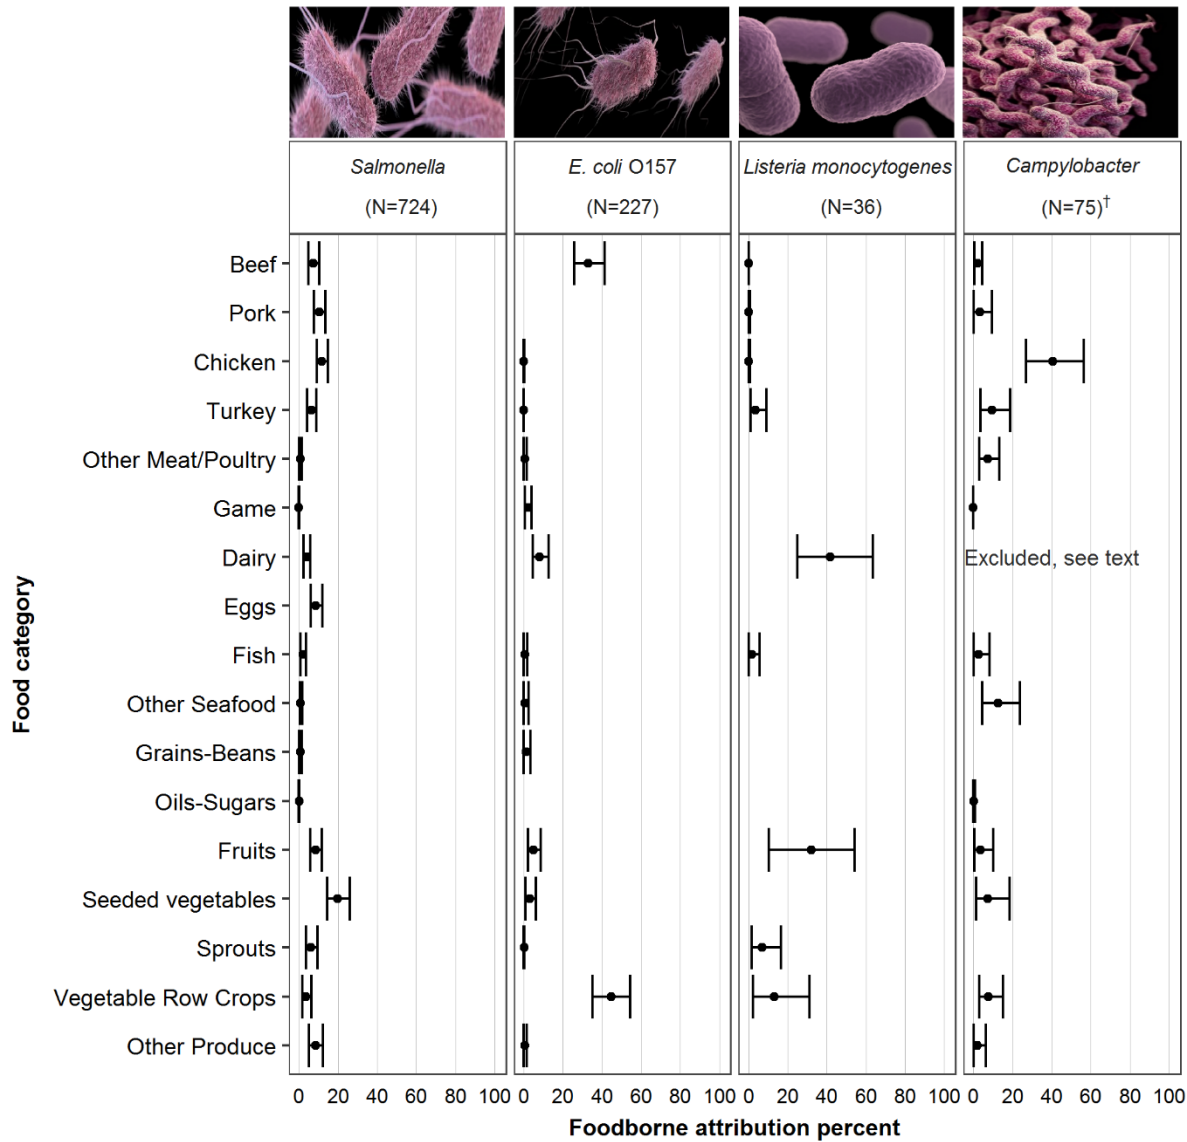 Salmonella
(N=724)
E. coli O157
(N=227)
Listeria monocytogenes
(N=36)
Campylobacter
(N=75)†
Food category
Beef
Pork
Chicken
Turkey
Other Meat/Poultry
Game
Dairy
Excluded, see text
Eggs
Fish
Other Seafood
Grains-Beans
Oils-Sugars
Fruits
Seeded vegetables
Sprouts
Vegetable Row Crops
Other Produce
0 20 40 60 80 100 0 20 40 60 80 100 0 20 40 60 80 100 0 20 40 60 80 100
Foodborne attribution percent